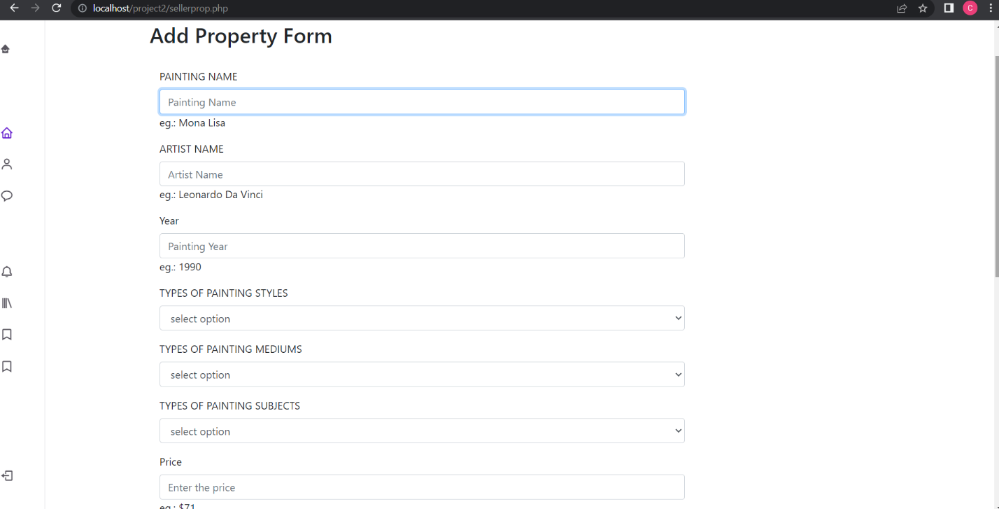 localhost/project2/sellerprop.php
C
Add Property Form
PAINTING NAME
Painting Name
eg.: Mona Lisa
ARTIST NAME
Artist Name
eg.: Leonardo Da Vinci
Year
Painting Year
eg.: 1990
TYPES OF PAINTING STYLES
select option
TYPES OF PAINTING MEDIUMS
select option
TYPES OF PAINTING SUBJECTS
select option
Price
Enter the price
eg.: $71